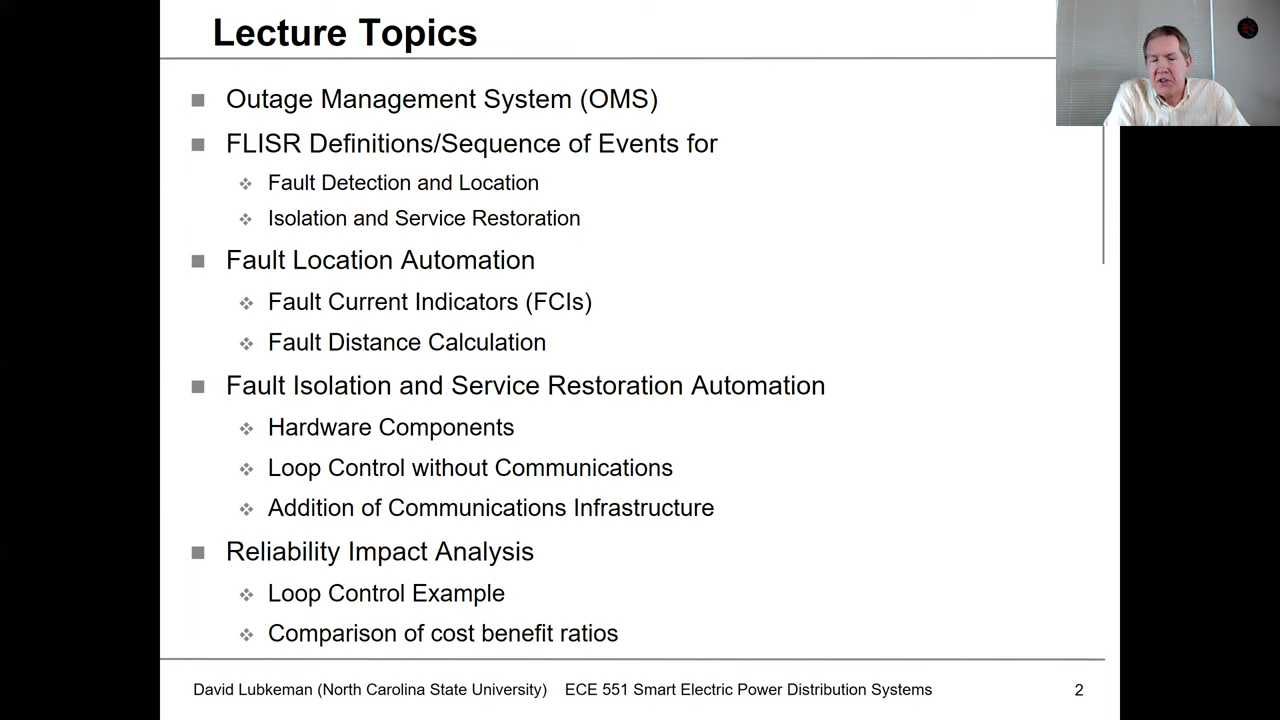 Lecture Topics
Outage Management System (OMS)
FLISR Definitions/Sequence of Events for
Fault Detection and Location
Isolation and Service Restoration
Fault Location Automation
Fault Current Indicators (FCIs)
Fault Distance Calculation
Fault Isolation and Service Restoration Automation
Hardware Components
Loop Control without Communications
Addition of Communications Infrastructure
Reliability Impact Analysis
Loop Control Example
Comparison of cost benefit ratios
David Lubkeman (North Carolina State University) ECE 551 Smart Electric Power Distribution Systems 2